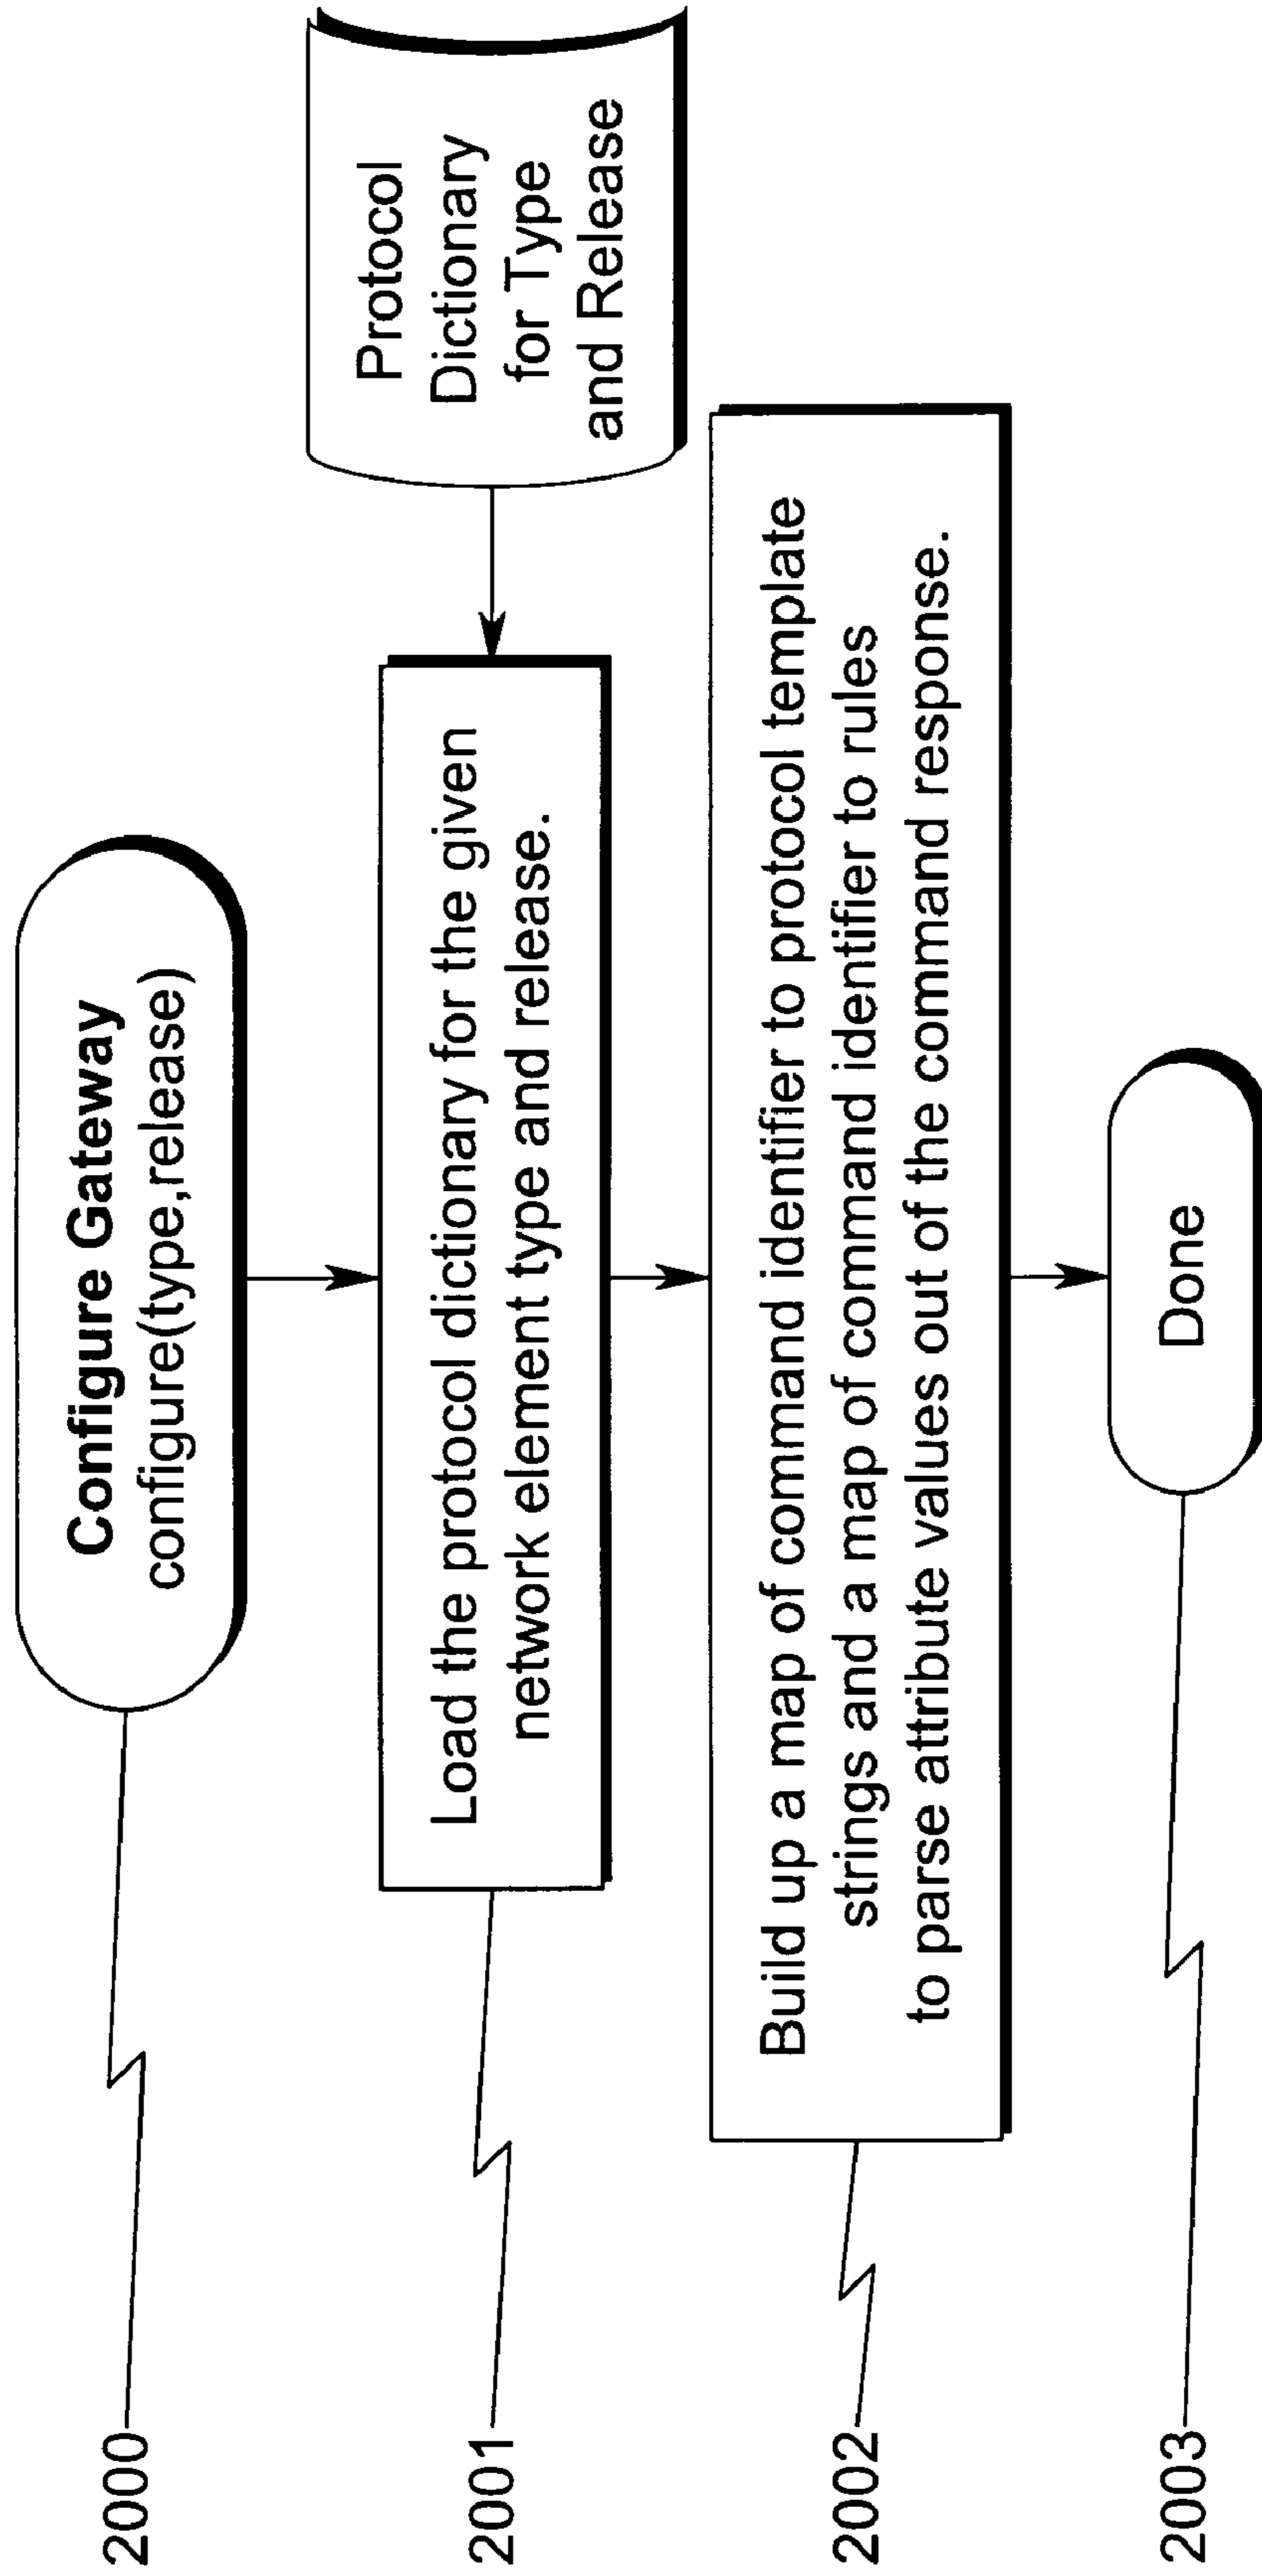 2000
Configure Gateway
configure(type,release)
2001
Load the protocol dictionary for the given
network element type and release.
Protocol
Dictionary
for Type
and Release
2002
Build up a map of command identifier to protocol template
strings and a map of command identifier to rules
to parse attribute values out of the command response.
2003
Done